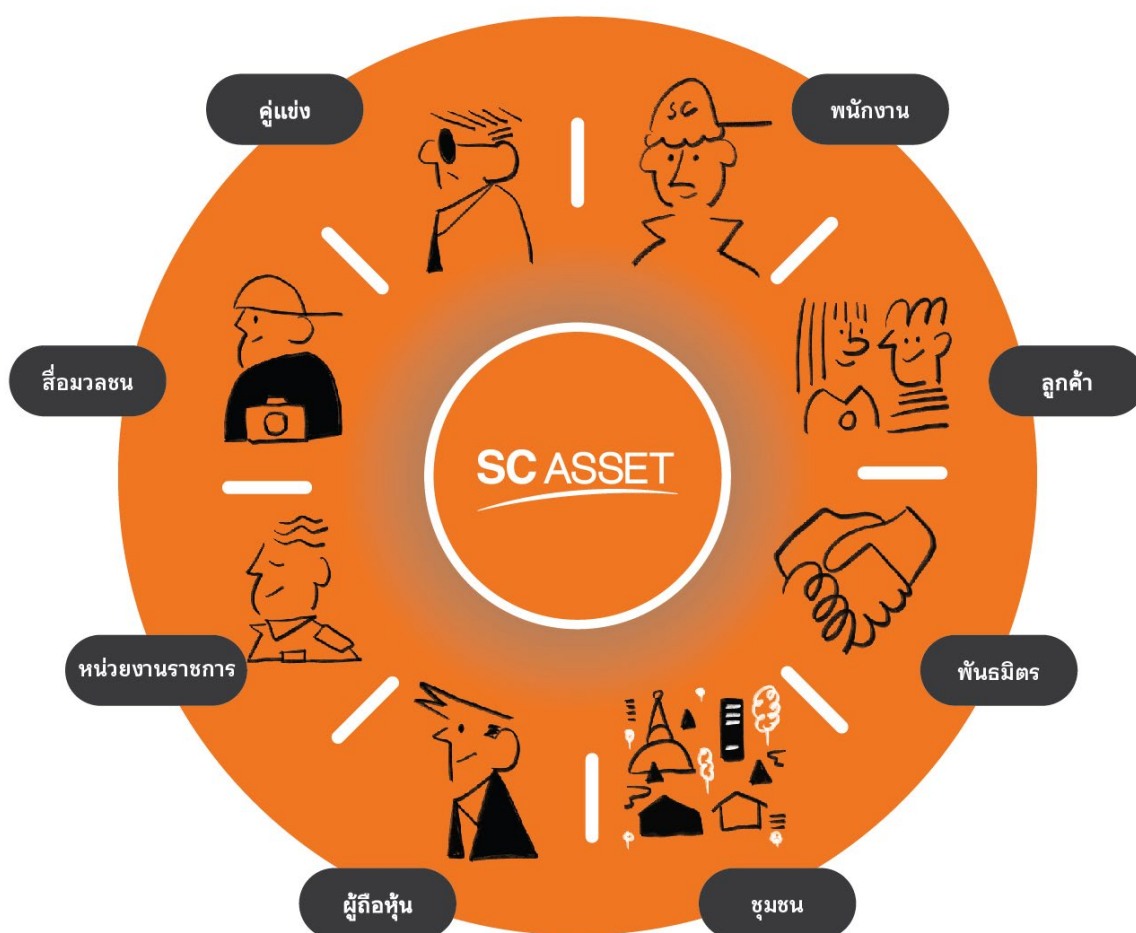 คู่แข่ง
พนักงาน
SC
สื่อมวลชน
ลูกค้า
SC ASSET
หน่วยงานราชการ
พันธมิตร
ผู้ถือหุ้น
ชุมชน